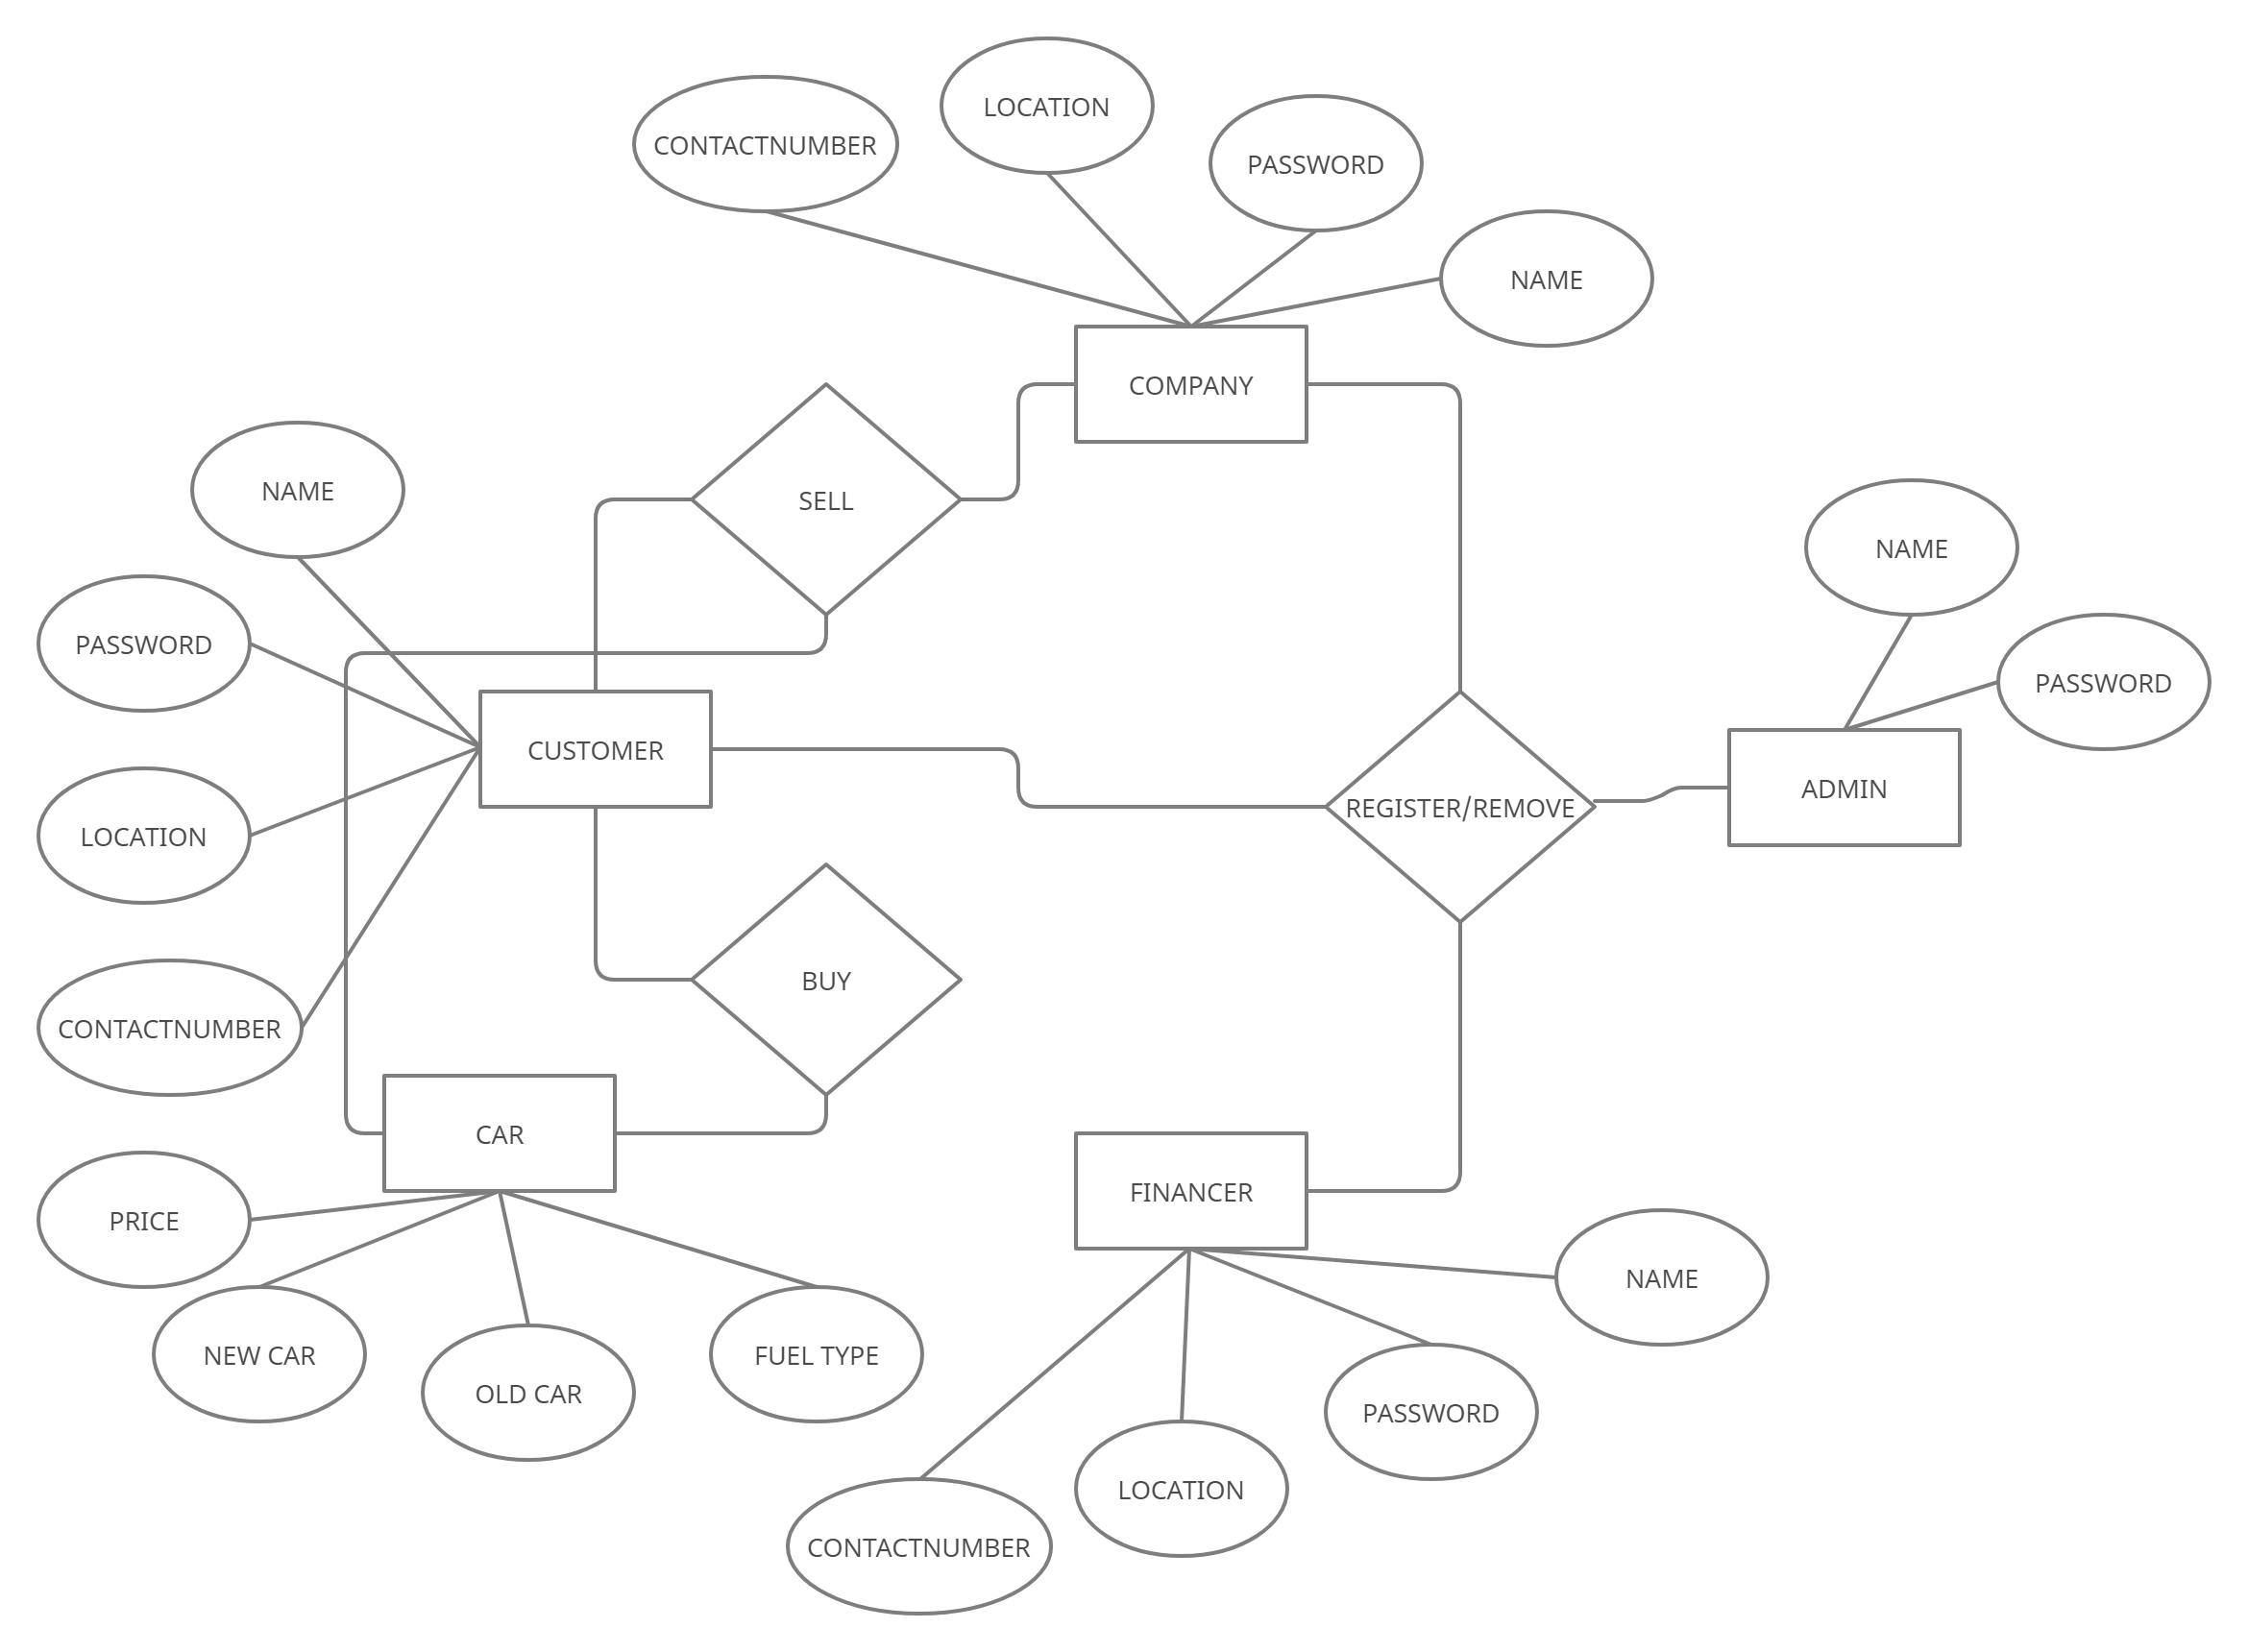 LOCATION
CONTACTNUMBER
PASSWORD
NAME
COMPANY
NAME
SELL
NAME
PASSWORD
PASSWORD
CUSTOMER
ADMIN
REGISTER/REMOVE
LOCATION
BUY
CONTACTNUMBER
CAR
FINANCER
PRICE
NAME
NEW CAR
FUEL TYPE
OLD CAR
PASSWORD
LOCATION
CONTACTNUMBER